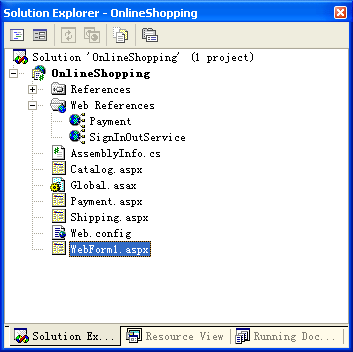 Solution Explorer - OnlineShopping
Solution 'OnlineShopping' (1 project)
OnlineShopping
References
Web References
Payment
SignInOutService
AssemblyInfo.cs
Catalog.aspx
Global.asax
Payment.aspx
Shipping.aspx
Web.config
WebForm1.aspx
Solution Ex... Resource View Running Doc...